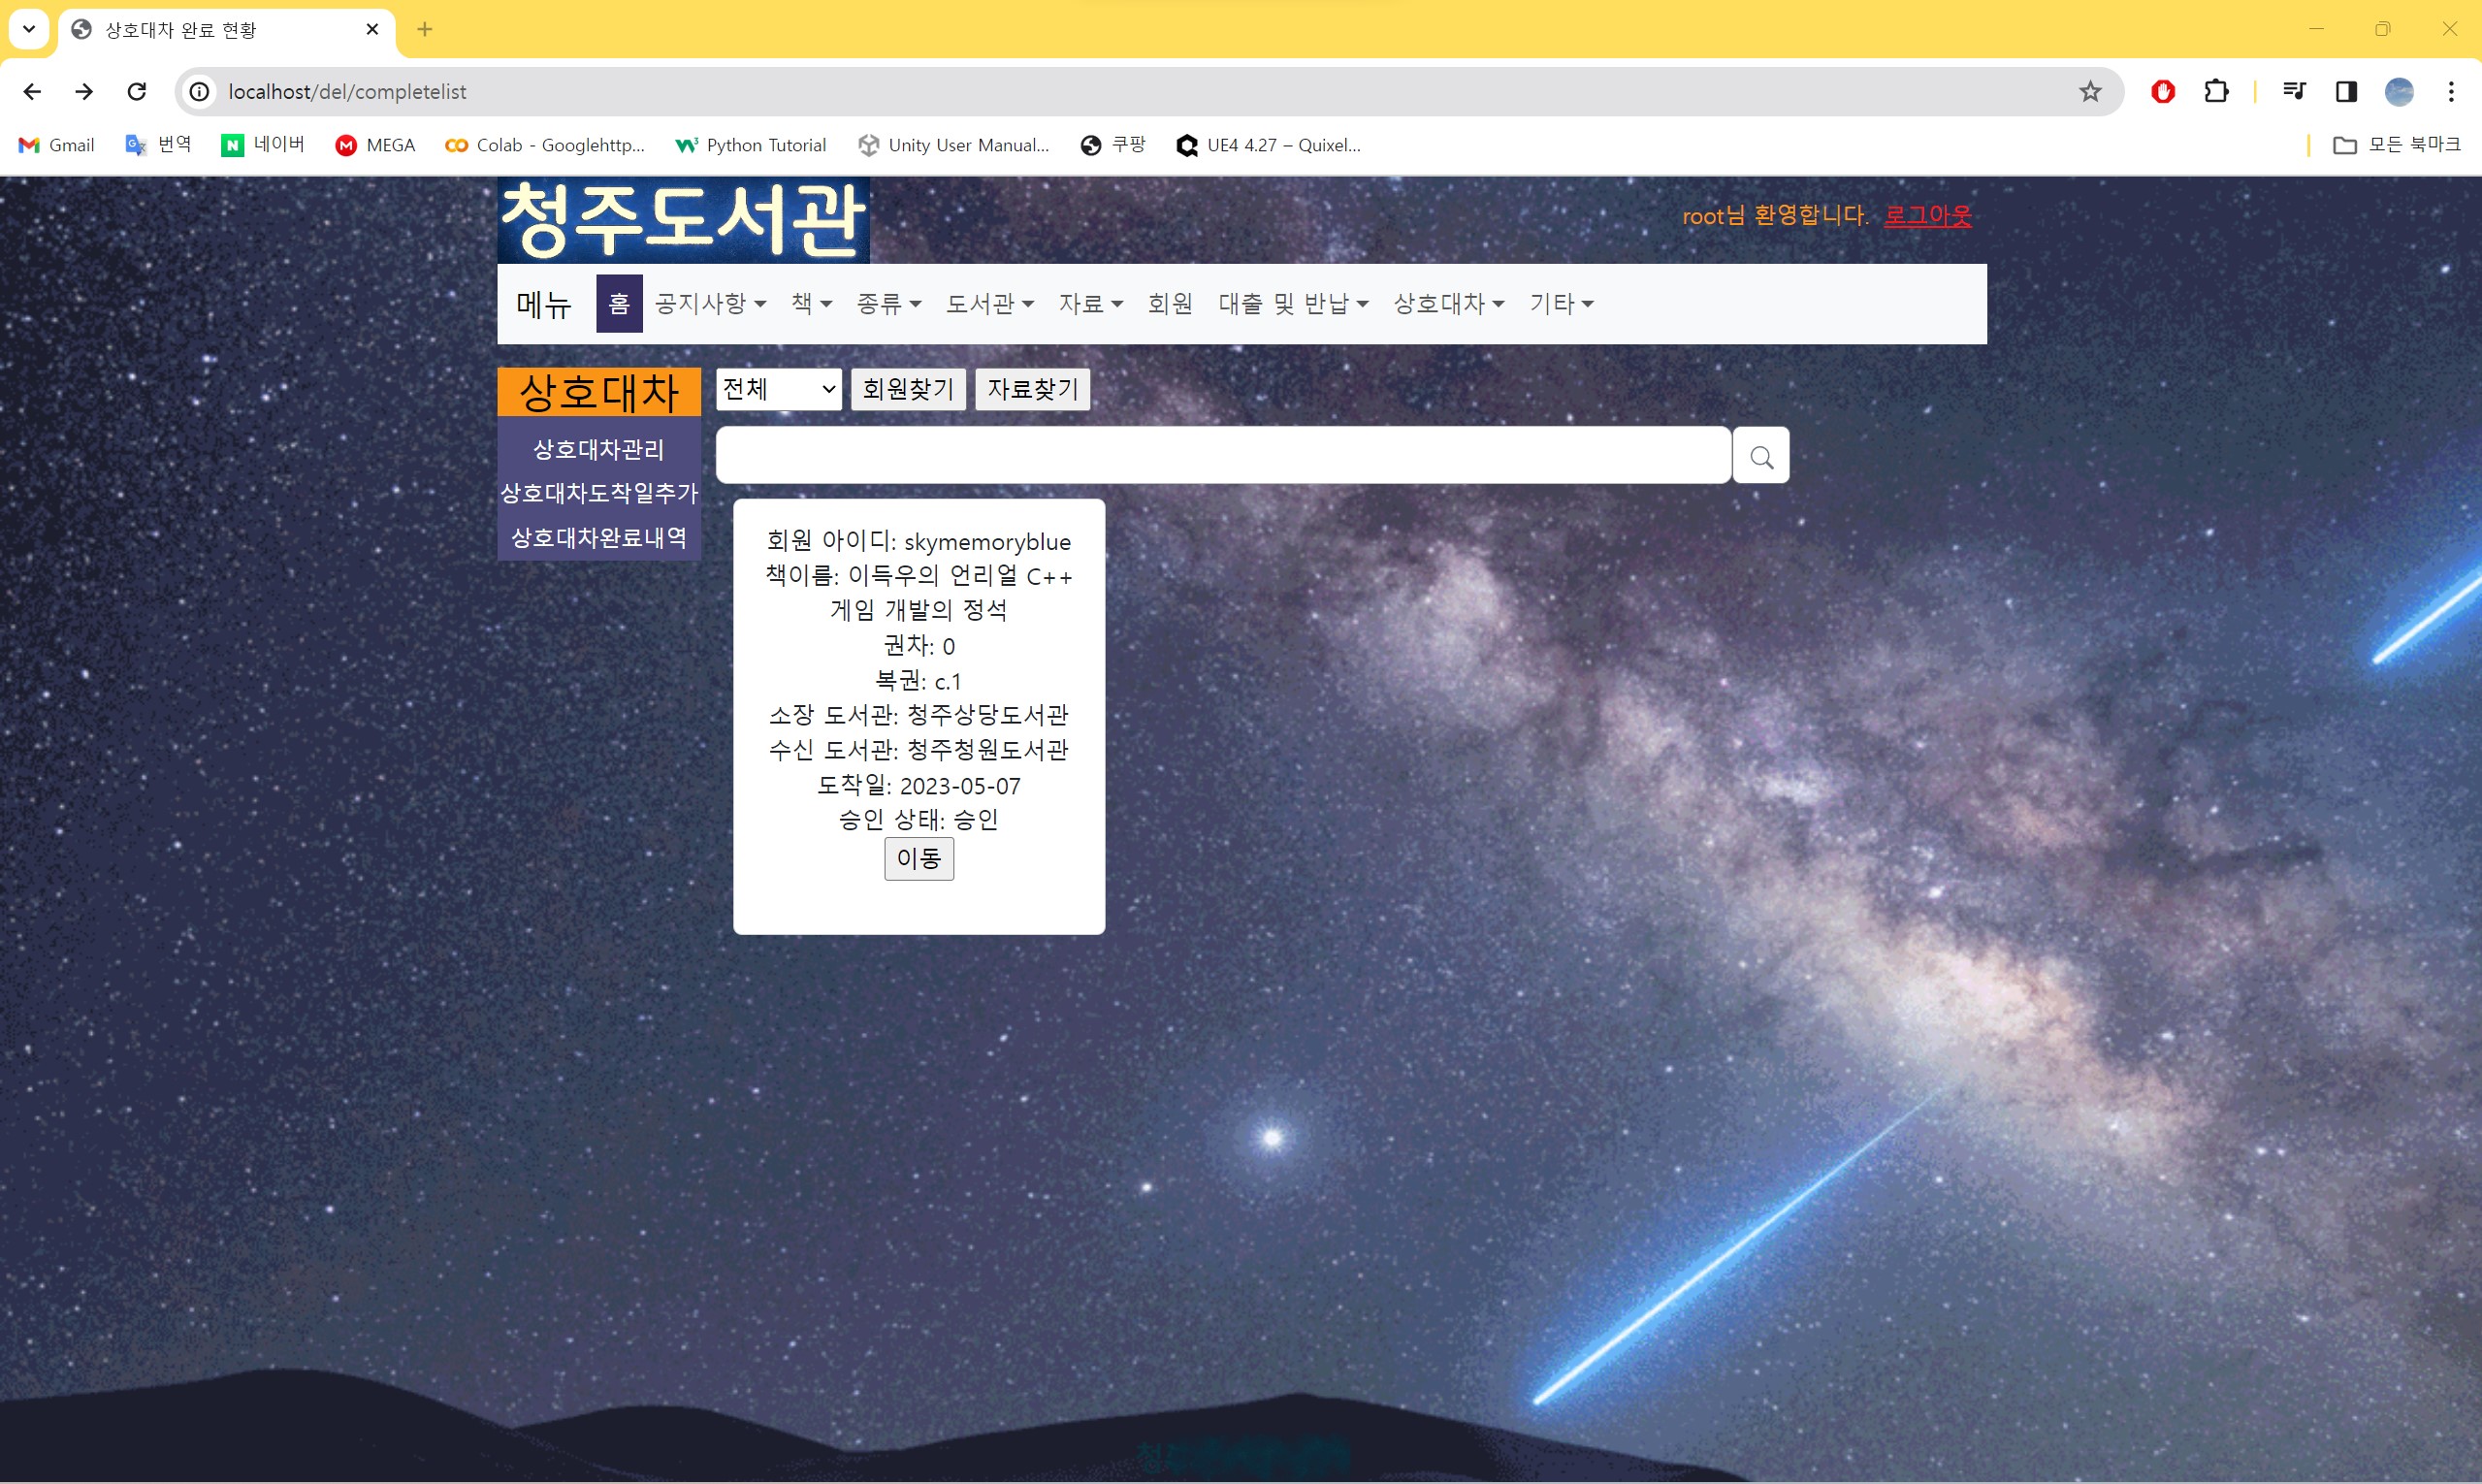 상호대차 완료 현황
localhost/del/completelist
Gmail 번역 네이버 MEGA Colab - Googlehttp... Python Tutorial Unity User Manual... 쿠팡 UE4 4.27 – Quixel... 모든 북마크
청주도서관
root님 환영합니다. 로그아웃
메뉴 홈 공지사항 책 종류 도서관 자료 회원 대출 및 반납 상호대차 기타
상호대차
상호대차관리
상호대차도착일추가
상호대차완료내역
전체 회원찾기 자료찾기
회원 아이디: skymemoryblue
책이름: 이득우의 언리얼 C++
게임 개발의 정석
권차: 0
복권: c.1
소장 도서관: 청주상당도서관
수신 도서관: 청주청원도서관
도착일: 2023-05-07
승인 상태: 승인
이동